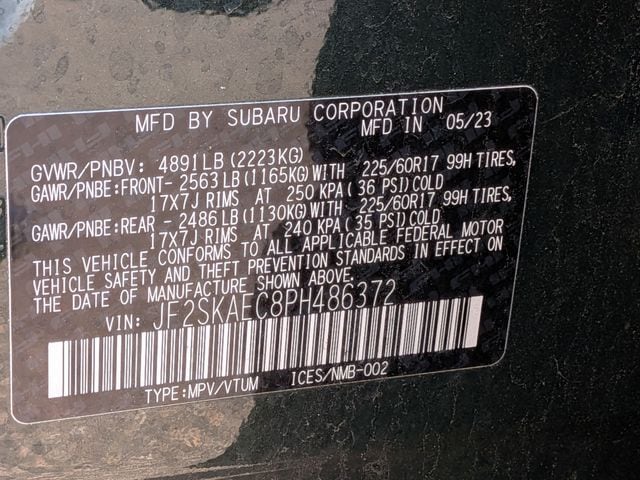 MFD BY SUBARU CORPORATION
MFD IN 05/23
GVWR/PNBV: 4891LB(2223KG)
GAWR/PNBE:FRONT- 2563LB(1165KG)WITH 225/60R17 99H TIRES,
17X7J RIMS AT 250 KPA(36 PSI)COLD
GAWR/PNBE:REAR - 2486LB(1130KG)WITH 225/60R17 99H TIRES,
17X7J RIMS AT 240 KPA(35 PSI)COLD
THIS VEHICLE CONFORMS TO ALL APPLICABLE FEDERAL MOTOR
VEHICLE SAFETY AND THEFT PREVENTION STANDARDS IN EFFECT ON
THE DATE OF MANUFACTURE SHOWN ABOVE.
VIN: JF2SKAEC8PH486372
TYPE:MPV/VTUM ICES/NMB-002